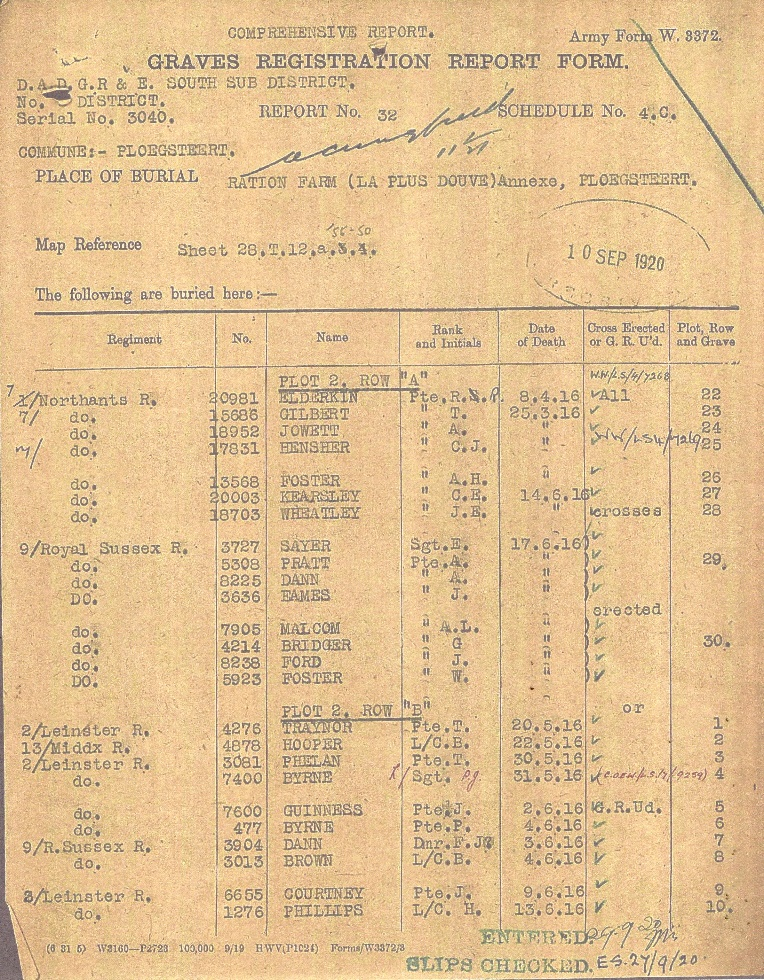 COMPREHENSIVE REPORT.
Army Form W. 3372.
GRAVES REGISTRATION REPORT FORM.
D.A.D. G.R & E. SOUTH SUB DISTRICT.
No. DISTRICT.
Serial No. 3040.
REPORT No. 32
SCHEDULE No. 4.C.
COMMUNE:- PLOEGSTEERT.
PLACE OF BURIAL RATION FARM (LA PLUS DOUVE)Annexe, PLOEGSTEERT.
55-50
Map Reference Sheet 28.T.12.a.3.4.
10 SEP 1920
The following are buried here:—
Regiment No. Name Rank and Initials Date of Death Cross Erected or G. R. U'd. Plot, Row and Grave
PLOT 2. ROW "A" WW/LS/4/7268
7 1/Northants R. 20981 ELDERKIN Pte.R.S.P. 8.4.16 ✓All 22
7/ do. 15686 GILBERT " T. 25.3.16 ✓ 23
do. 18952 JOWETT " A. " ✓ 24
7/ do. 17831 HENSHER " C.J. " WW/LS4/7269 25
do. 13568 FOSTER " A.H. " ✓ 26
do. 20003 KEARSLEY " C.E. 14.6.16 ✓ 27
do. 18703 WHEATLEY " J.E. " ✓crosses 28
9/Royal Sussex R. 3727 SAYER Sgt.E. 17.6.16 ✓
do. 5308 PRATT Pte.A. " ✓ 29.
do. 8225 DANN " A. " ✓
DO. 3636 EAMES " J. " ✓
erected
do. 7905 MALCOM " A.L. " ✓
do. 4214 BRIDGER " G " ✓ 30.
do. 8238 FORD " J. " ✓
DO. 5923 FOSTER " W. " ✓
PLOT 2. ROW "B" or
2/Leinster R. 4276 TRAYNOR Pte.T. 20.5.16 ✓ 1
13/Middx R. 4878 HOOPER L/C.B. 22.5.16 ✓ 2
2/Leinster R. 3081 PHELAN Pte.T. 30.5.16 ✓ 3
do. 7400 BYRNE L/Sgt. P.J. 31.5.16 ✓ 4
do. 7600 GUINNESS Pte.J. 2.6.16 G.R.Ud. 5
do. 477 BYRNE Pte.P. 4.6.16 ✓ 6
9/R.Sussex R. 3904 DANN Dmr.F.J. 3.6.16 ✓ 7
do. 3013 BROWN L/C.B. 4.6.16 ✓ 8
2/Leinster R. 6655 COURTNEY Pte.J. 9.6.16 ✓ 9.
do. 1276 PHILLIPS L/C. H. 13.6.16 ✓ 10.
ENTERED. 29.9.20
(6 31 5) W3160—P2723 100,000 9/19 HWV(P1024) Forms/W3372/3
SLIPS CHECKED. ES. 27/9/20.